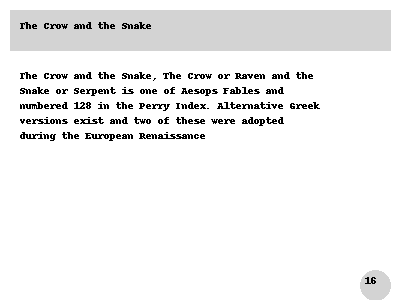 The Crow and the Snake
The Crow and the Snake, The Crow or Raven and the
Snake or Serpent is one of Aesops Fables and
numbered 128 in the Perry Index. Alternative Greek
versions exist and two of these were adopted
during the European Renaissance
16